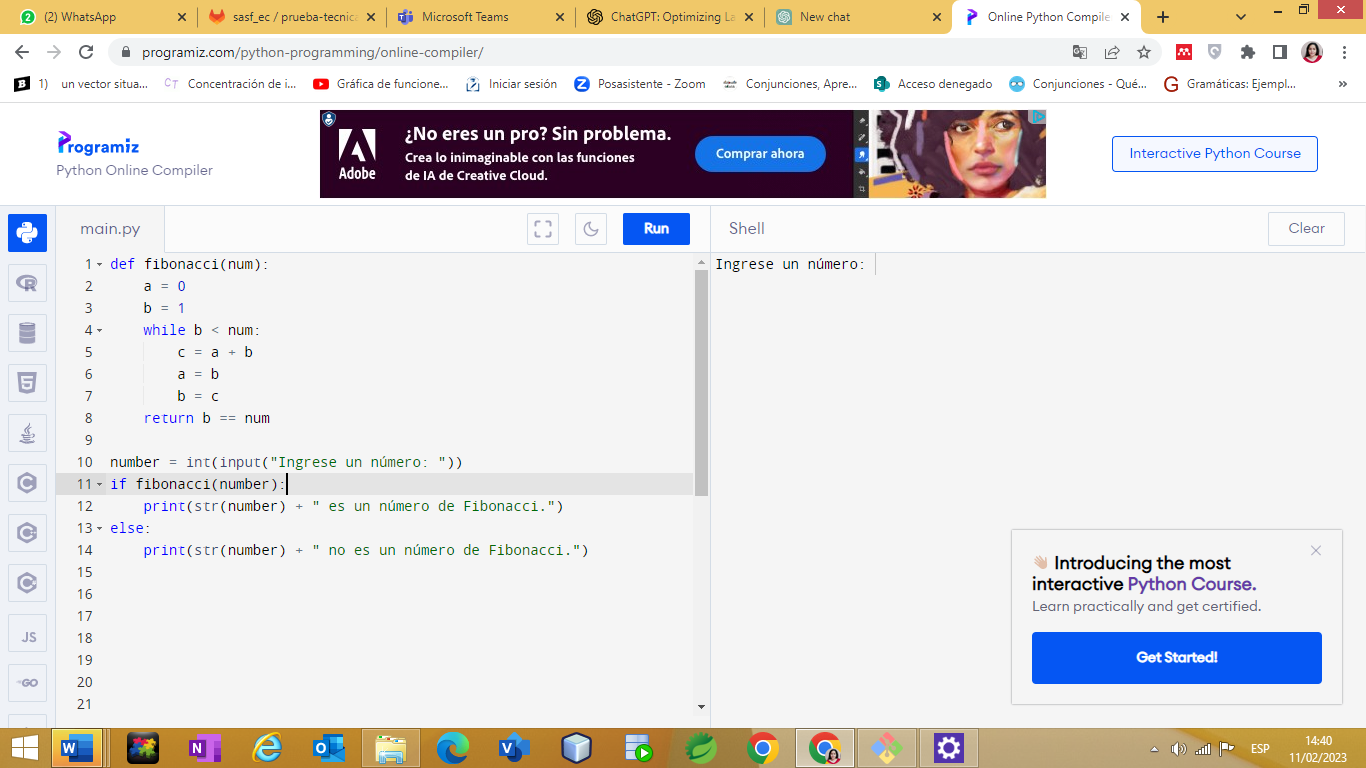 (2) WhatsApp
sasf_ec / prueba-tecnica
Microsoft Teams
ChatGPT: Optimizing La
New chat
Online Python Compile
programiz.com/python-programming/online-compiler/
1) un vector situa...
Concentración de i...
Gráfica de funcione...
Iniciar sesión
Posasistente - Zoom
Conjunciones, Apre...
Acceso denegado
Conjunciones - Qué...
Gramáticas: Ejempl...
»
Programiz
Python Online Compiler
Adobe
¿No eres un pro? Sin problema.
Crea lo inimaginable con las funciones
de IA de Creative Cloud.
Comprar ahora
Interactive Python Course
main.py
Run
Shell
Clear
1 def fibonacci(num):
2 a = 0
3 b = 1
4 while b < num:
5 c = a + b
6 a = b
7 b = c
8 return b == num
9
10 number = int(input("Ingrese un número: "))
11 if fibonacci(number):
12 print(str(number) + " es un número de Fibonacci.")
13 else:
14 print(str(number) + " no es un número de Fibonacci.")
15
16
17
18
19
20
21
Ingrese un número:
JS
GO
Introducing the most
interactive Python Course.
Learn practically and get certified.
Get Started!
ESP
14:40
11/02/2023